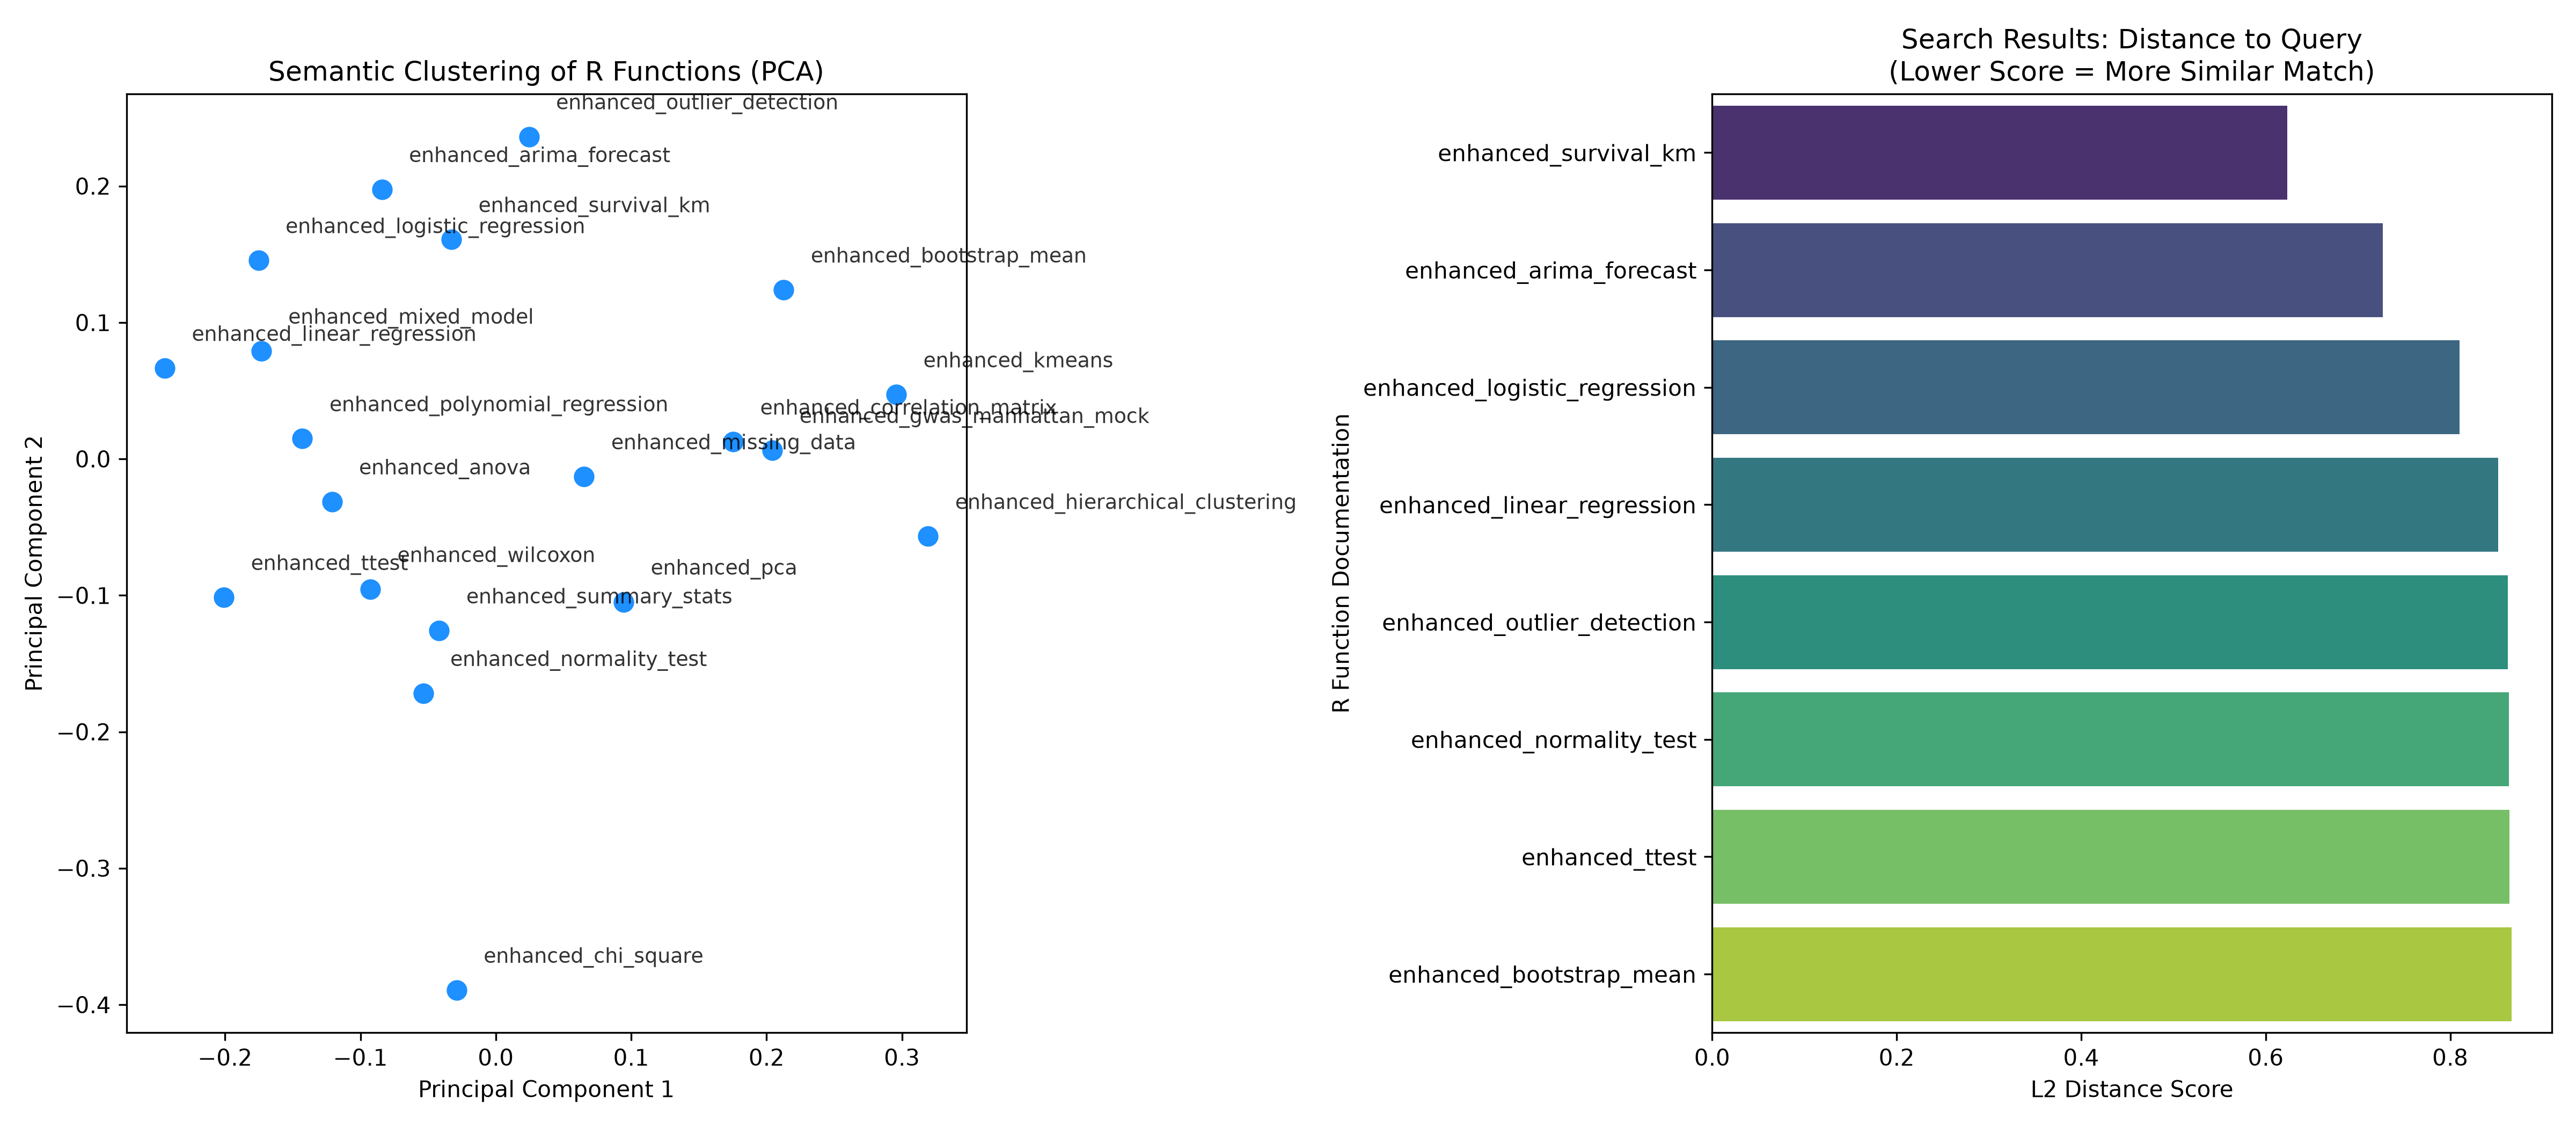 Semantic Clustering of R Functions (PCA)
enhanced_outlier_detection
enhanced_arima_forecast
enhanced_survival_km
enhanced_logistic_regression
enhanced_bootstrap_mean
enhanced_mixed_model
enhanced_linear_regression
enhanced_kmeans
enhanced_polynomial_regression
enhanced_correlation_matrix
enhanced_gwas_manhattan_mock
enhanced_missing_data
enhanced_anova
enhanced_hierarchical_clustering
enhanced_wilcoxon
enhanced_ttest
enhanced_pca
enhanced_summary_stats
enhanced_normality_test
enhanced_chi_square
Principal Component 2
0.2
0.1
0.0
−0.1
−0.2
−0.3
−0.4
−0.2
−0.1
0.0
0.1
0.2
0.3
Principal Component 1
Search Results: Distance to Query
(Lower Score = More Similar Match)
R Function Documentation
enhanced_survival_km
enhanced_arima_forecast
enhanced_logistic_regression
enhanced_linear_regression
enhanced_outlier_detection
enhanced_normality_test
enhanced_ttest
enhanced_bootstrap_mean
0.0
0.2
0.4
0.6
0.8
L2 Distance Score